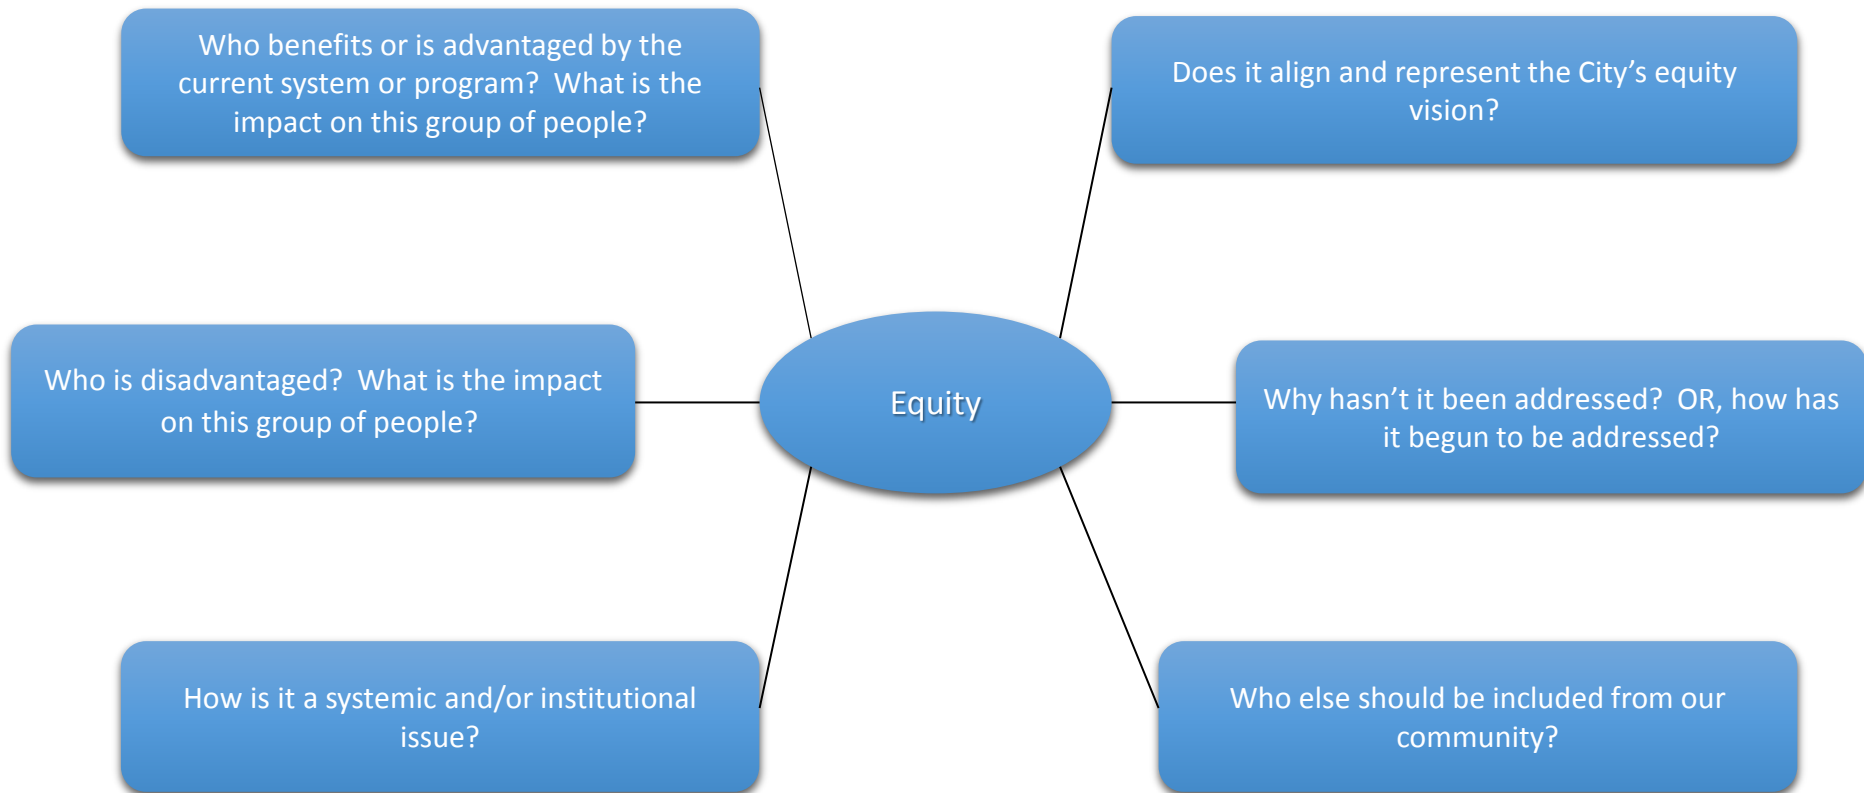 Who benefits or is advantaged by the
current system or program?  What is the
impact on this group of people?
Does it align and represent the City’s equity
vision?
Who is disadvantaged?  What is the impact
on this group of people?
Equity
Why hasn’t it been addressed?  OR, how has
it begun to be addressed?
How is it a systemic and/or institutional
issue?
Who else should be included from our
community?